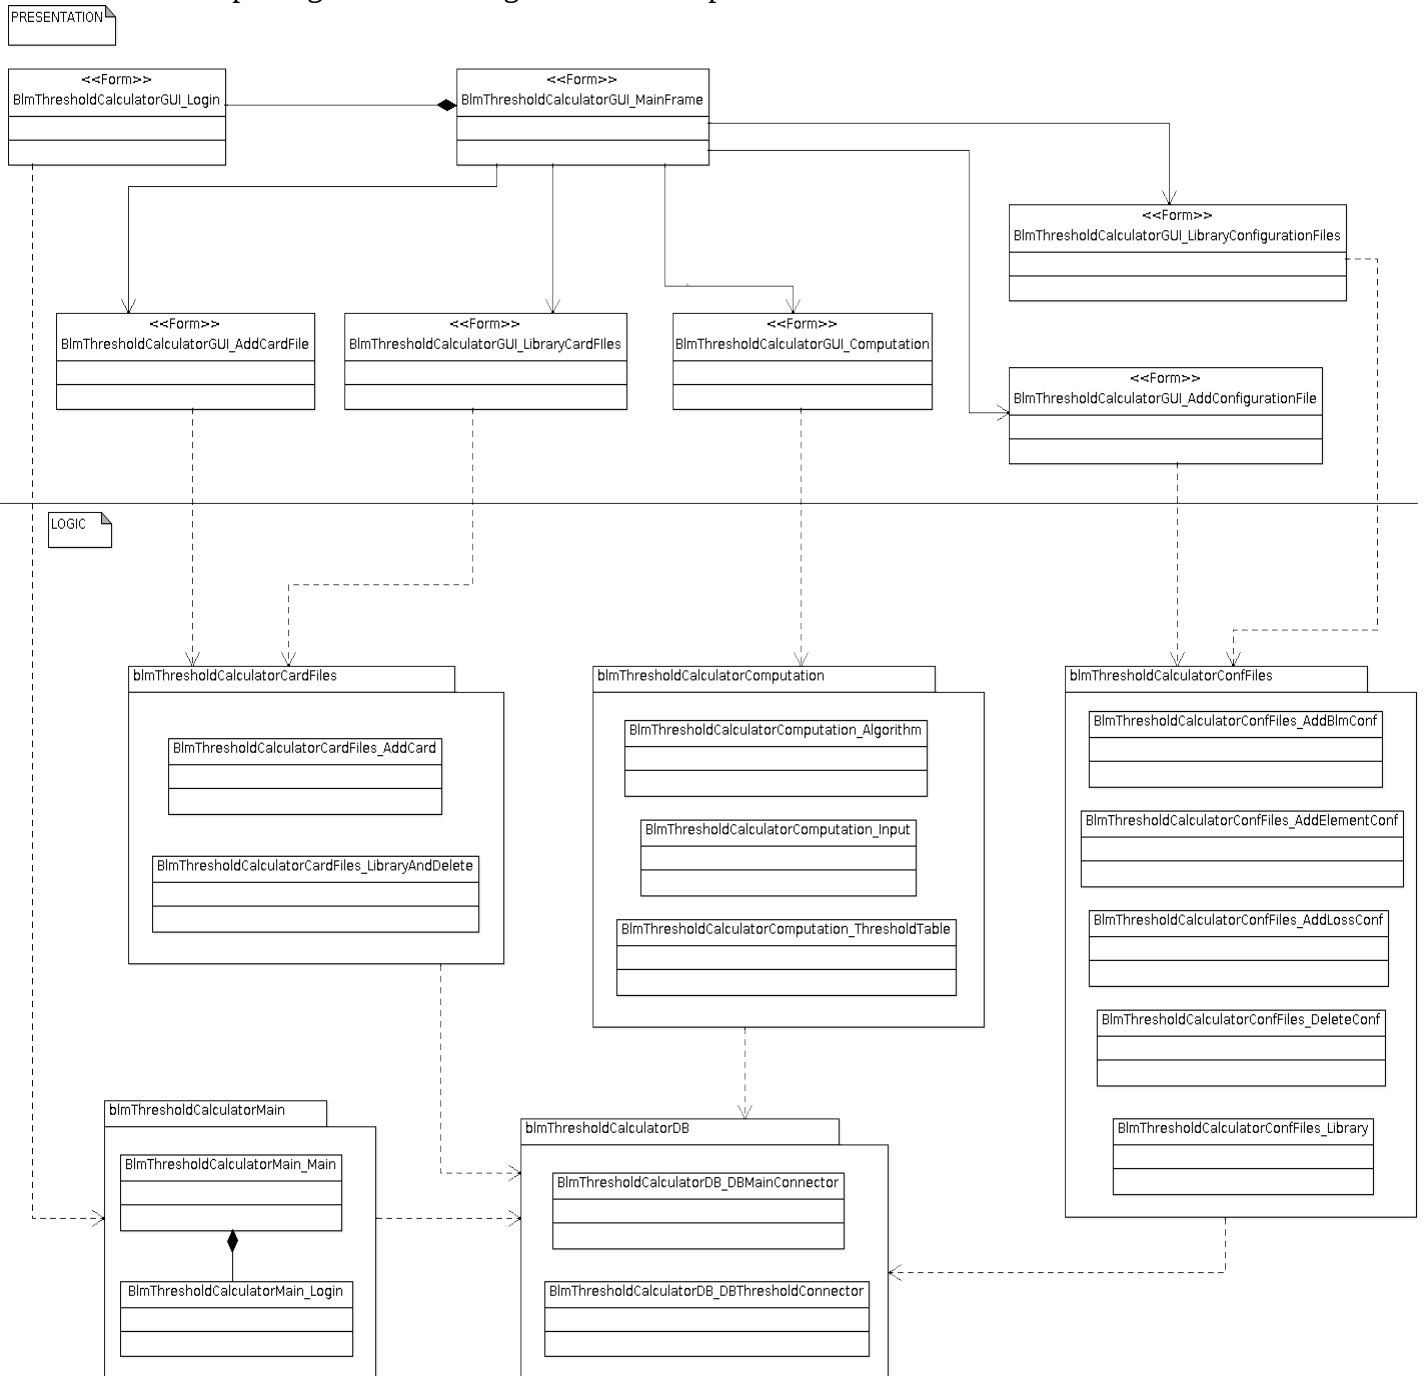 PRESENTATION
<<Form>>
BlmThresholdCalculatorGUI_Login
<<Form>>
BlmThresholdCalculatorGUI_MainFrame
<<Form>>
BlmThresholdCalculatorGUI_LibraryConfigurationFiles
<<Form>>
BlmThresholdCalculatorGUI_AddCardFile
<<Form>>
BlmThresholdCalculatorGUI_LibraryCardFIles
<<Form>>
BlmThresholdCalculatorGUI_Computation
<<Form>>
BlmThresholdCalculatorGUI_AddConfigurationFile
LOGIC
blmThresholdCalculatorCardFiles
BlmThresholdCalculatorCardFiles_AddCard
BlmThresholdCalculatorCardFiles_LibraryAndDelete
blmThresholdCalculatorComputation
BlmThresholdCalculatorComputation_Algorithm
BlmThresholdCalculatorComputation_Input
BlmThresholdCalculatorComputation_ThresholdTable
blmThresholdCalculatorConfFiles
BlmThresholdCalculatorConfFiles_AddBlmConf
BlmThresholdCalculatorConfFiles_AddElementConf
BlmThresholdCalculatorConfFiles_AddLossConf
BlmThresholdCalculatorConfFiles_DeleteConf
BlmThresholdCalculatorConfFiles_Library
blmThresholdCalculatorMain
BlmThresholdCalculatorMain_Main
BlmThresholdCalculatorMain_Login
blmThresholdCalculatorDB
BlmThresholdCalculatorDB_DBMainConnector
BlmThresholdCalculatorDB_DBThresholdConnector